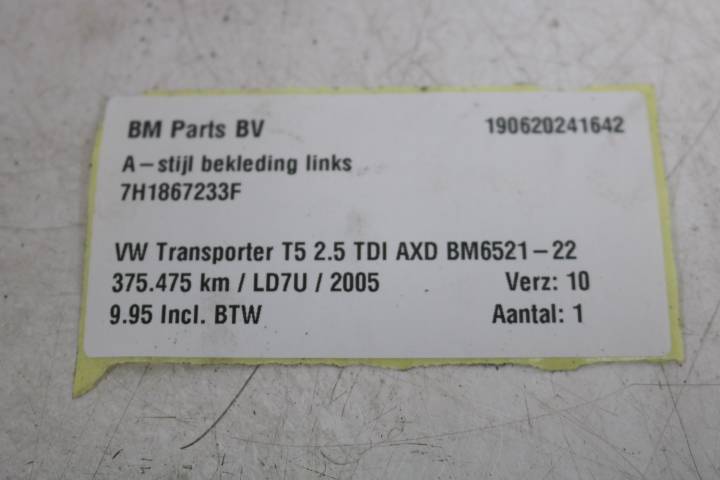 BM Parts BV 190620241642
A-stijl bekleding links
7H1867233F
VW Transporter T5 2.5 TDI AXD BM6521-22
375.475 km / LD7U / 2005 Verz: 10
9.95 Incl. BTW Aantal: 1